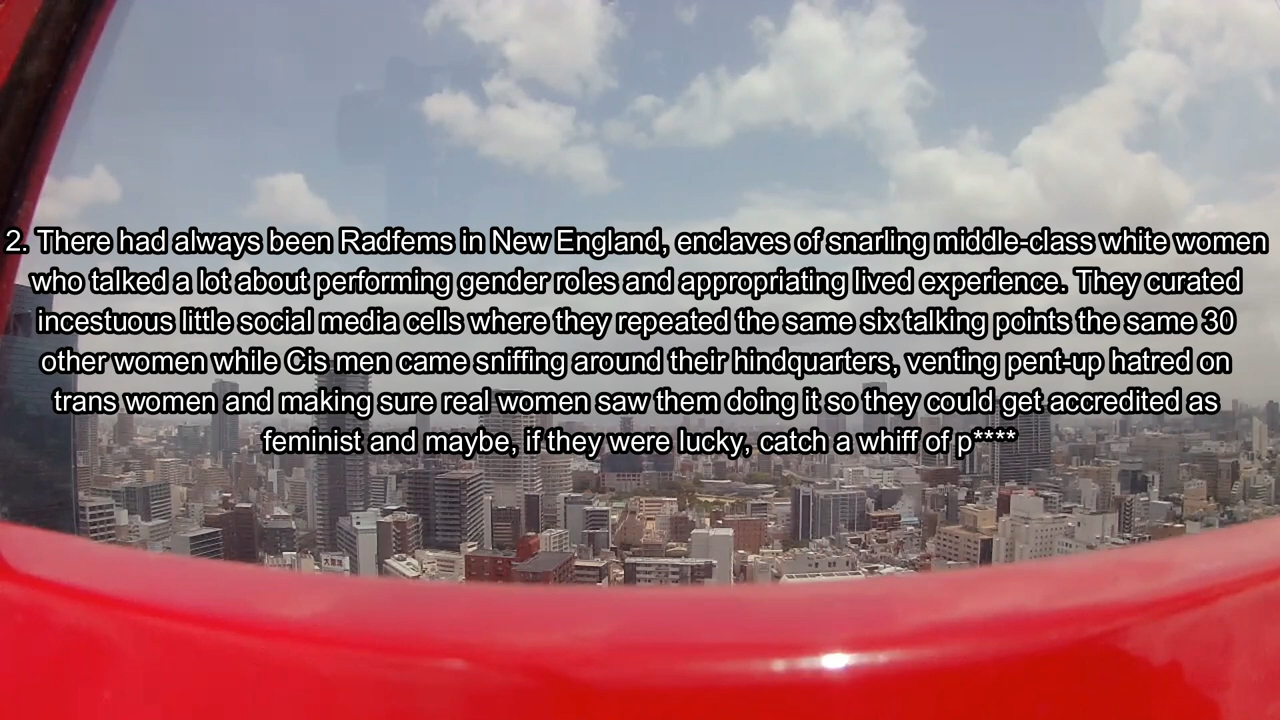 2. There had always been Radfems in New England, enclaves of snarling middle-class white women
who talked a lot about performing gender roles and appropriating lived experience. They curated
incestuous little social media cells where they repeated the same six talking points the same 30
other women while Cis men came sniffing around their hindquarters, venting pent-up hatred on
trans women and making sure real women saw them doing it so they could get accredited as
feminist and maybe, if they were lucky, catch a whiff of p****